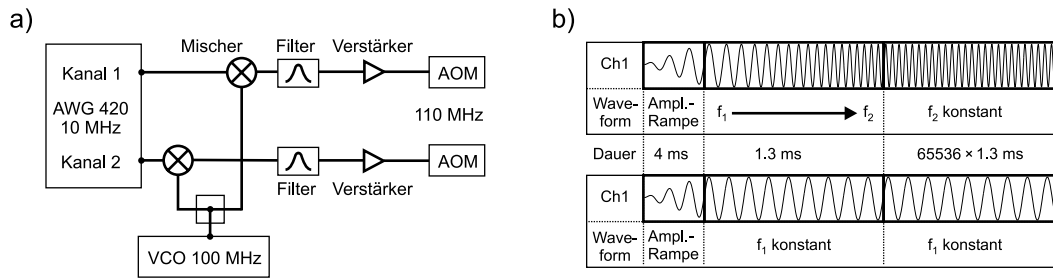 a)
Mischer Filter Verstärker
Kanal 1
AOM
AWG 420
10 MHz
110 MHz
Kanal 2
AOM
Filter Verstärker
VCO 100 MHz
b)
Ch1
Wave-
form
Ampl.-
Rampe
f1 f2
f2 konstant
Dauer 4 ms 1.3 ms 65536 × 1.3 ms
Ch1
Wave-
form
Ampl.-
Rampe
f1 konstant
f1 konstant